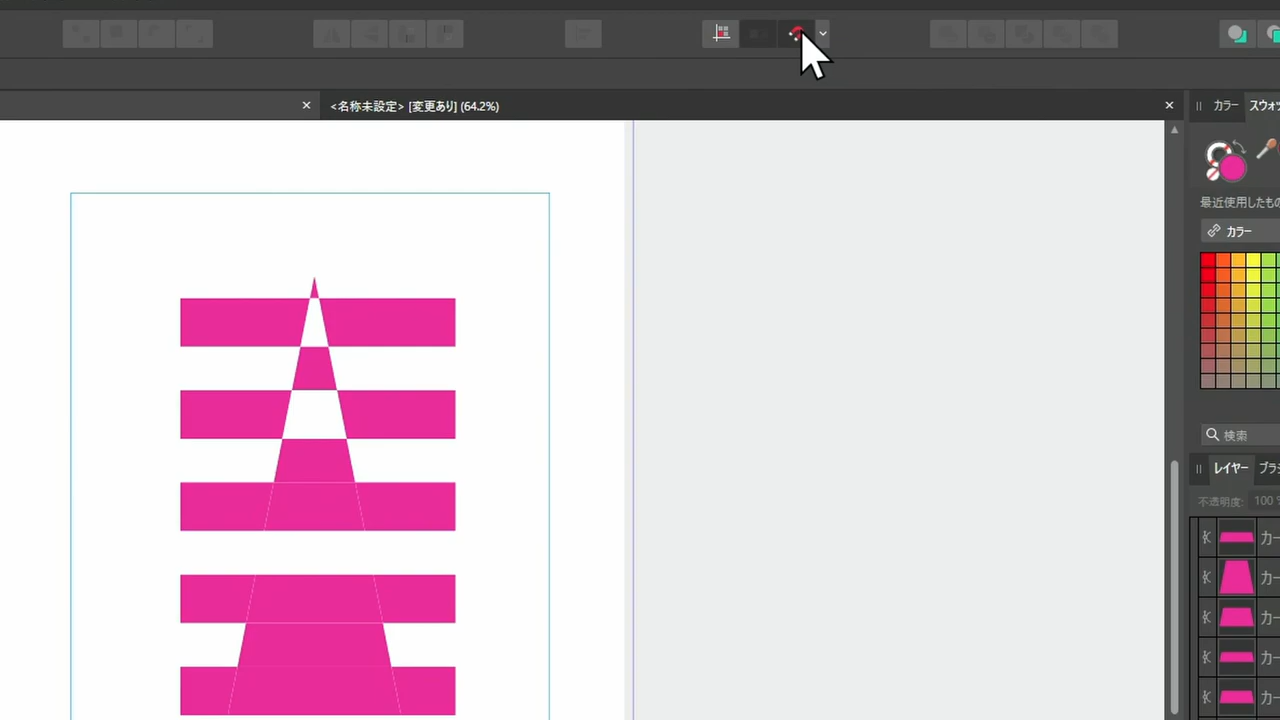 <名称未設定> [変更あり] (64.2%)
カラー スウォッ
最近使用したもの
カラー
検索
レイヤー ブラシ
不透明度: 100 %
カー
カー
カー
カー
カー